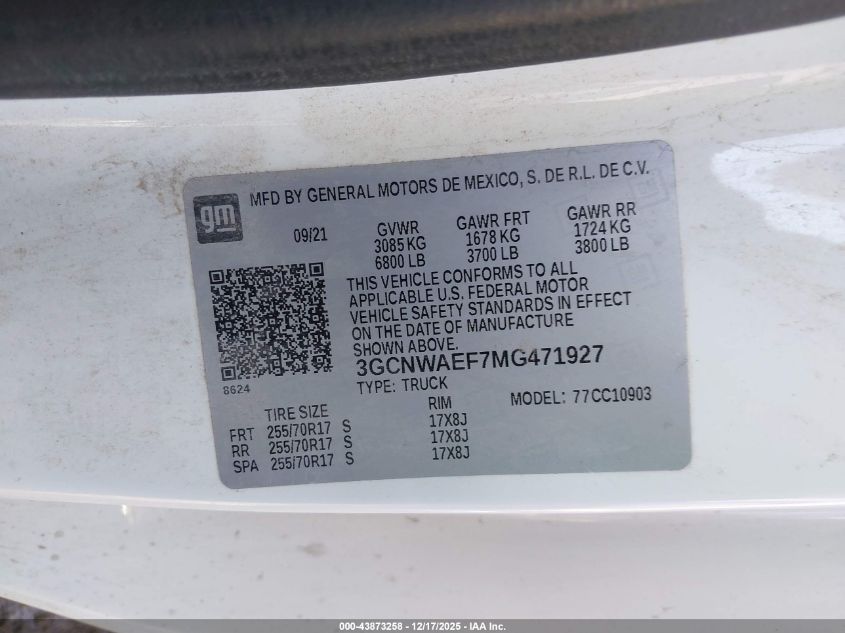 gm
MFD BY GENERAL MOTORS DE MEXICO, S. DE R.L. DE C.V.
09/21
GVWR
3085 KG
6800 LB
GAWR FRT
1678 KG
3700 LB
GAWR RR
1724 KG
3800 LB
THIS VEHICLE CONFORMS TO ALL
APPLICABLE U.S. FEDERAL MOTOR
VEHICLE SAFETY STANDARDS IN EFFECT
ON THE DATE OF MANUFACTURE
SHOWN ABOVE.
3GCNWAEF7MG471927
8624
TYPE: TRUCK
MODEL: 77CC10903
TIRE SIZE RIM
FRT 255/70R17 S 17X8J
RR 255/70R17 S 17X8J
SPA 255/70R17 S 17X8J
000-43873258 • 12/17/2025 • IAA Inc.